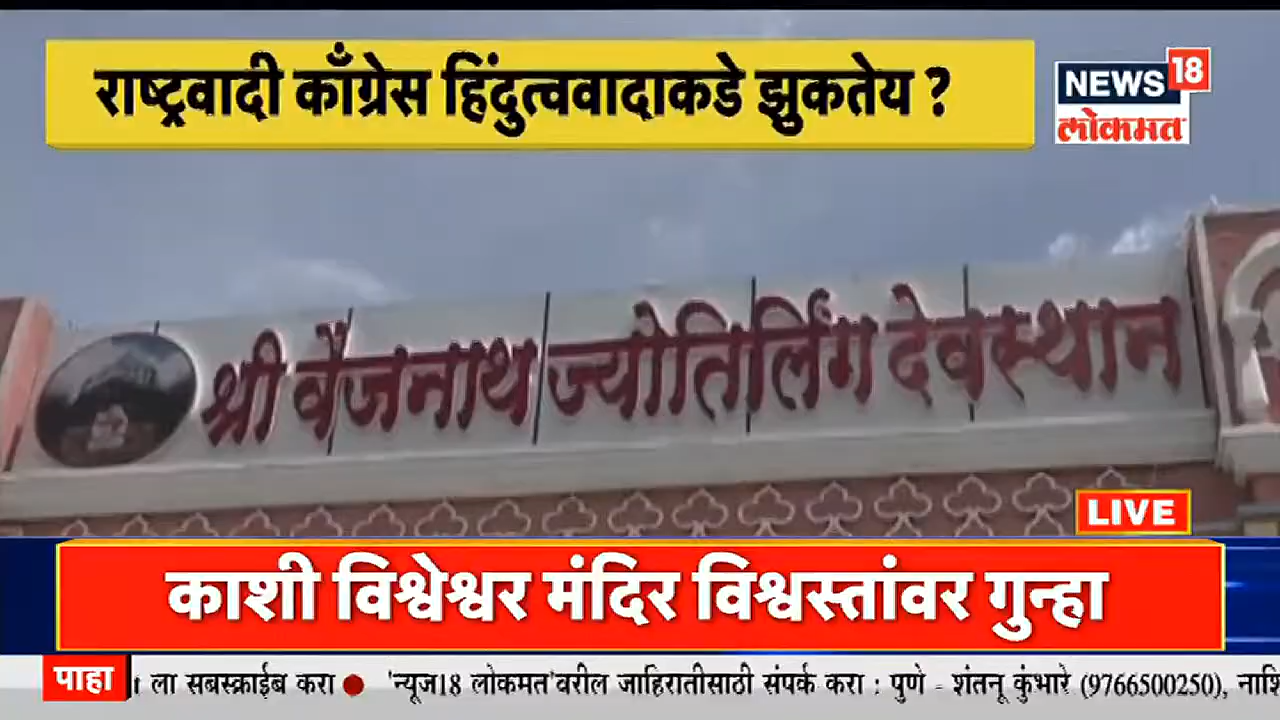 राष्ट्रवादी काँग्रेस हिंदुत्ववादाकडे झुकतेय ?
NEWS 18
लोकमत
श्री वैजनाथ ज्योतिर्लिंग देवस्थान
LIVE
काशी विश्वेश्वर मंदिर विश्वस्तांवर गुन्हा
पाहा ला सबस्क्राईब करा ● 'न्यूज18 लोकमत'वरील जाहिरातीसाठी संपर्क करा : पुणे - शंतनू कुंभारे (9766500250),